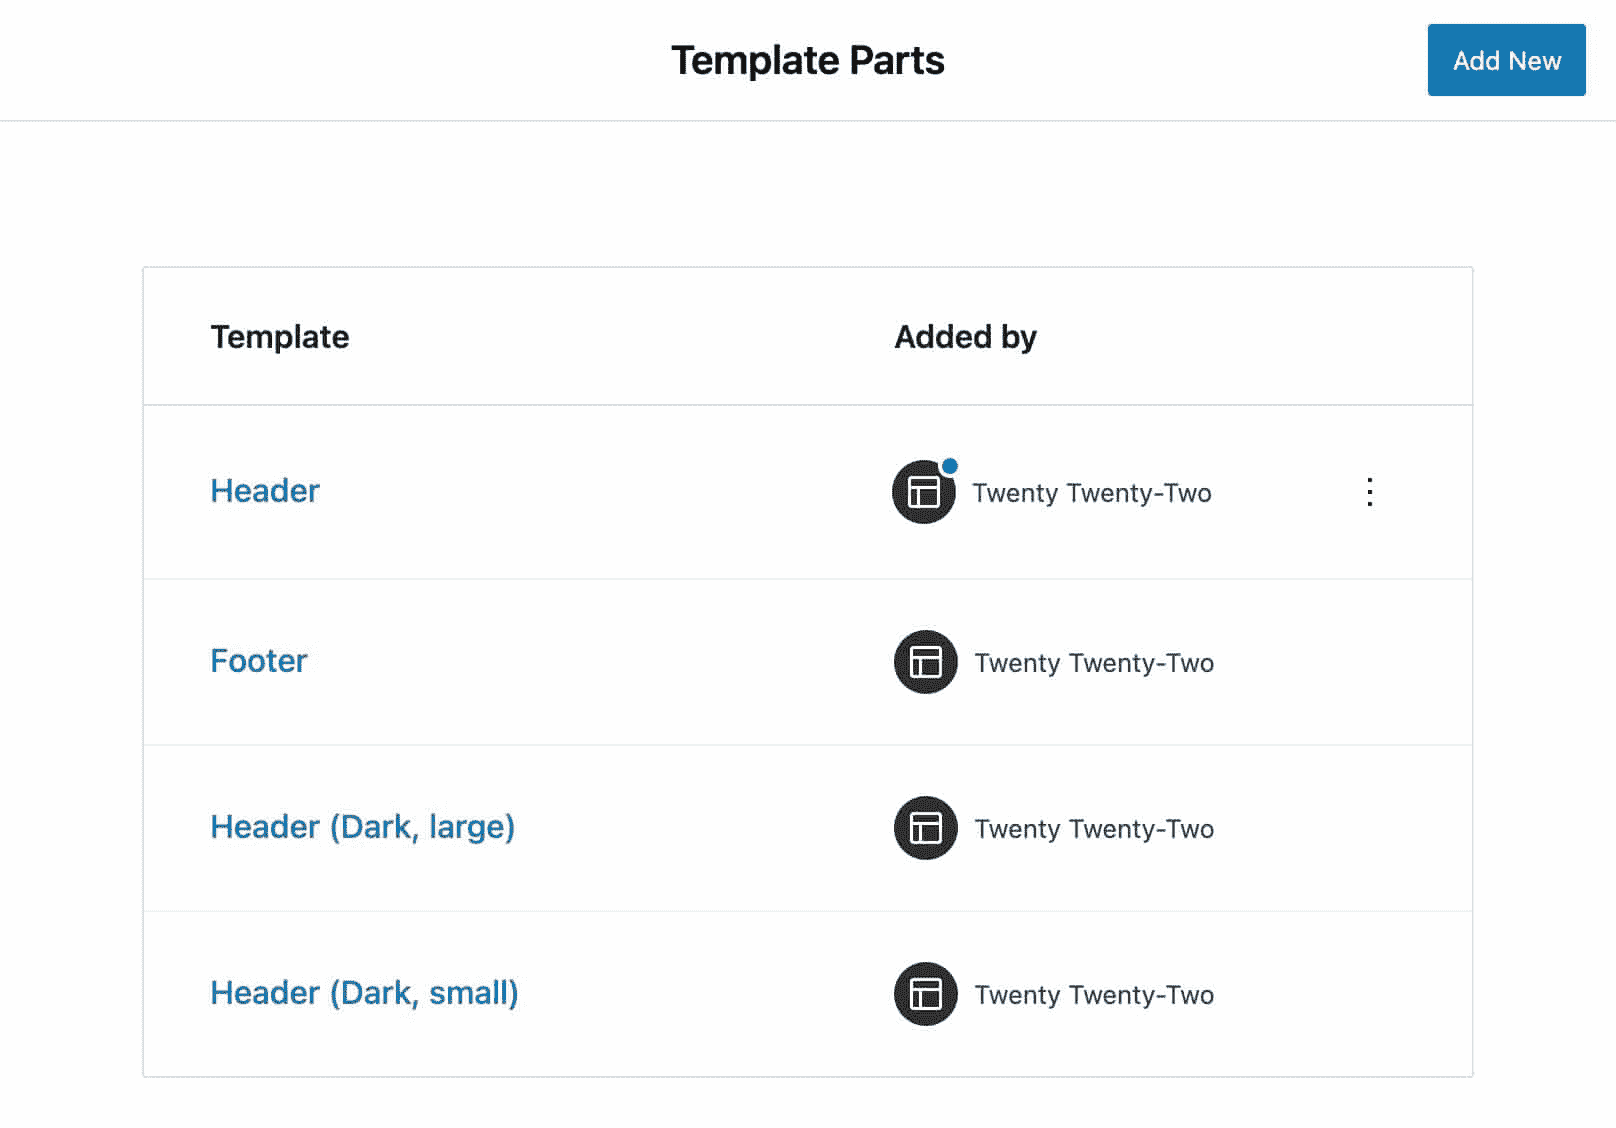 Template Parts
Add New
Template
Added by
Header
Twenty Twenty-Two
Footer
Twenty Twenty-Two
Header (Dark, large)
Twenty Twenty-Two
Header (Dark, small)
Twenty Twenty-Two